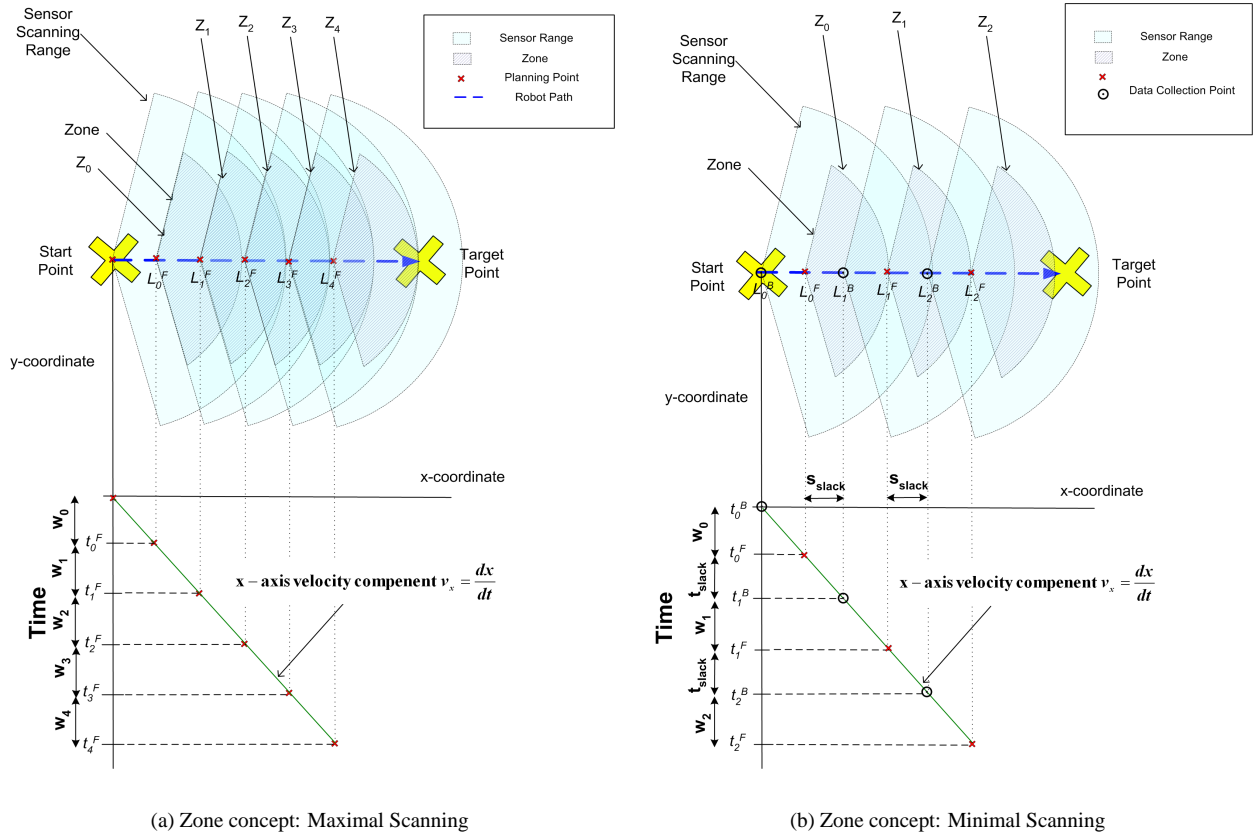 Sensor
Scanning
Range
Z₁
Z₂
Z₃
Z₄
Sensor Range
Zone
Planning Point
Robot Path
Zone
Z₀
Start
Point
Target
Point
L₀ᶠ
L₁ᶠ
L₂ᶠ
L₃ᶠ
L₄ᶠ
y-coordinate
x-coordinate
Time
w₀
w₁
w₂
w₃
w₄
t₀ᶠ
t₁ᶠ
t₂ᶠ
t₃ᶠ
t₄ᶠ
x – axis velocity compenent vₓ = dx/dt
(a) Zone concept: Maximal Scanning
Sensor
Scanning
Range
Z₀
Z₁
Z₂
Sensor Range
Zone
Data Collection Point
Zone
Start
Point
Target
Point
L₀ᴮ
L₀ᶠ
L₁ᴮ
L₁ᶠ
L₂ᴮ
L₂ᶠ
y-coordinate
x-coordinate
s_slack
s_slack
Time
w₀
t_slack
w₁
t_slack
w₂
t₀ᴮ
t₀ᶠ
t₁ᴮ
t₁ᶠ
t₂ᴮ
t₂ᶠ
x – axis velocity compenent vₓ = dx/dt
(b) Zone concept: Minimal Scanning